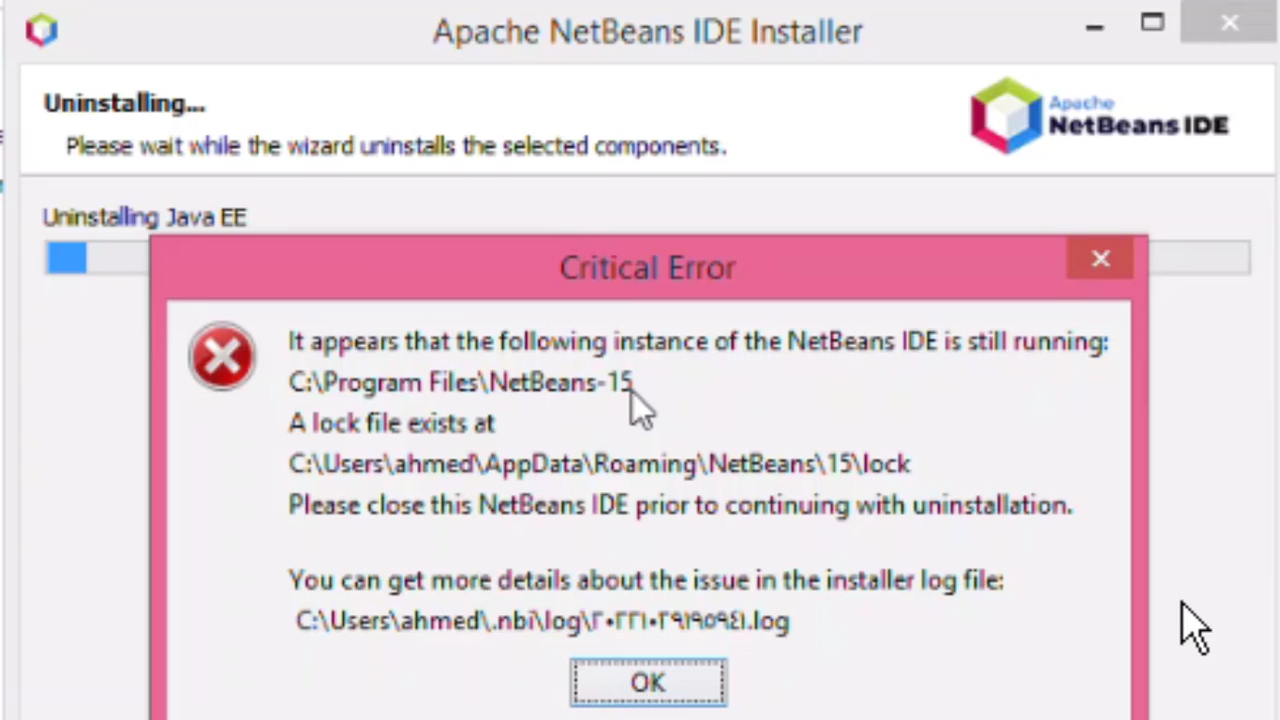 Apache NetBeans IDE Installer
Uninstalling...
Please wait while the wizard uninstalls the selected components.
Apache
NetBeans IDE
Uninstalling Java EE
Critical Error
It appears that the following instance of the NetBeans IDE is still running:
C:\Program Files\NetBeans-15
A lock file exists at
C:\Users\ahmed\AppData\Roaming\NetBeans\15\lock
Please close this NetBeans IDE prior to continuing with uninstallation.
You can get more details about the issue in the installer log file:
C:\Users\ahmed\.nbi\log\٢٠٢٢١٠٢٩١٩٥٩٤١.log
OK